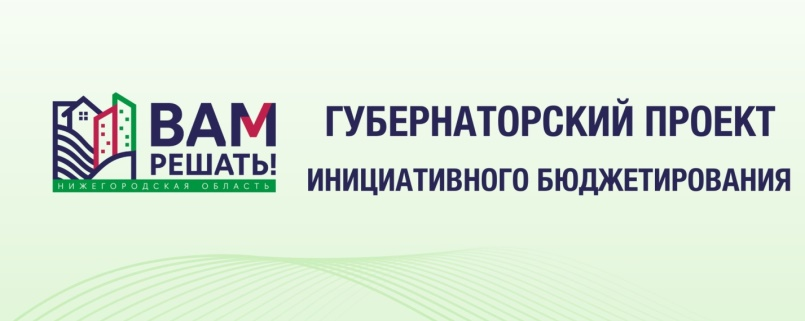 ВАМ
РЕШАТЬ!
НИЖЕГОРОДСКАЯ ОБЛАСТЬ
ГУБЕРНАТОРСКИЙ ПРОЕКТ
ИНИЦИАТИВНОГО БЮДЖЕТИРОВАНИЯ